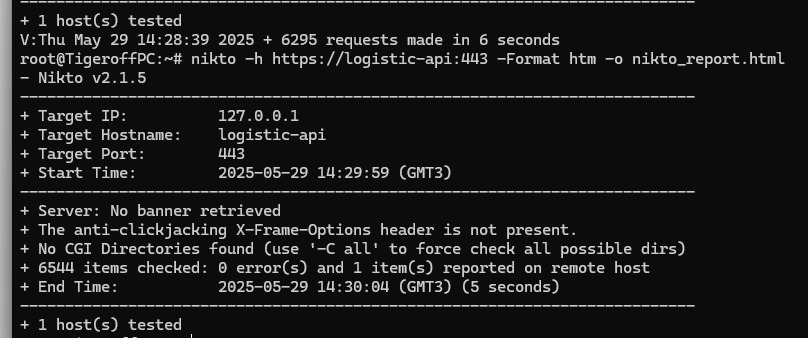 ---------------------------------------------------------------------------
+ 1 host(s) tested
V:Thu May 29 14:28:39 2025 + 6295 requests made in 6 seconds
root@TigeroffPC:~# nikto -h https://logistic-api:443 -Format htm -o nikto_report.html
- Nikto v2.1.5
---------------------------------------------------------------------------
+ Target IP:          127.0.0.1
+ Target Hostname:    logistic-api
+ Target Port:        443
+ Start Time:         2025-05-29 14:29:59 (GMT3)
---------------------------------------------------------------------------
+ Server: No banner retrieved
+ The anti-clickjacking X-Frame-Options header is not present.
+ No CGI Directories found (use '-C all' to force check all possible dirs)
+ 6544 items checked: 0 error(s) and 1 item(s) reported on remote host
+ End Time:           2025-05-29 14:30:04 (GMT3) (5 seconds)
---------------------------------------------------------------------------
+ 1 host(s) tested